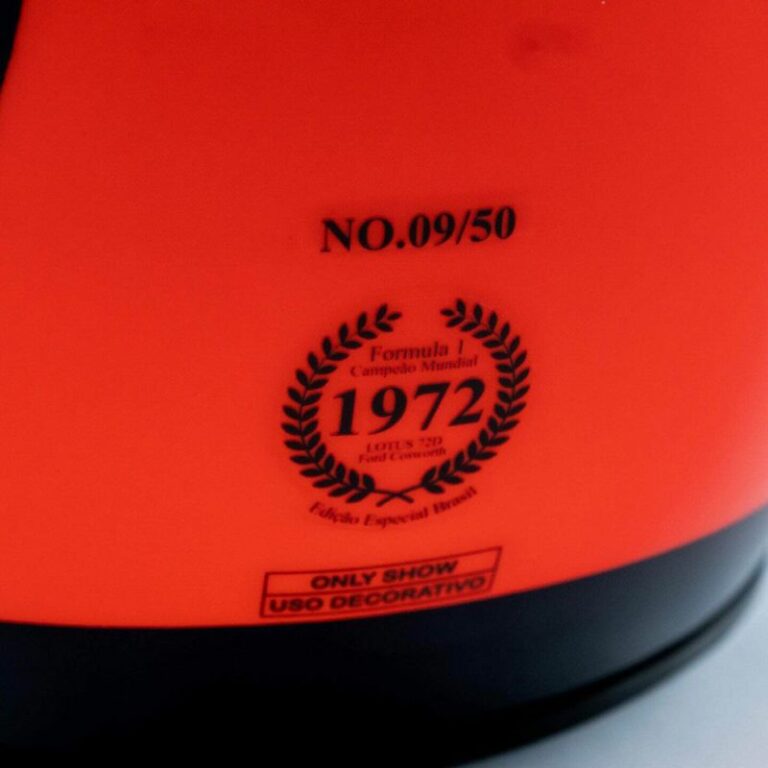 NO.09/50
Formula 1
Campeão Mundial
1972
LOTUS 72D
Ford Cosworth
Edição Especial Brasil
ONLY SHOW
USO DECORATIVO